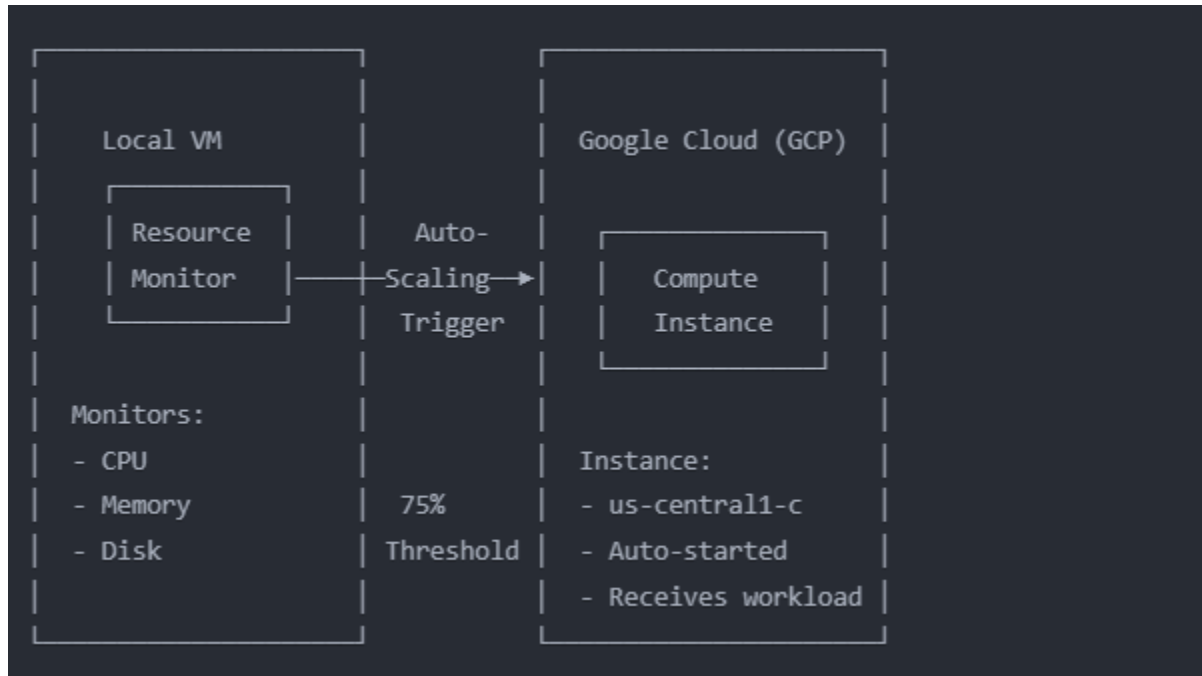 Local VM
Resource
Monitor
Monitors:
- CPU
- Memory
- Disk
Auto-
Scaling
Trigger
75%
Threshold
Google Cloud (GCP)
Compute
Instance
Instance:
- us-central1-c
- Auto-started
- Receives workload